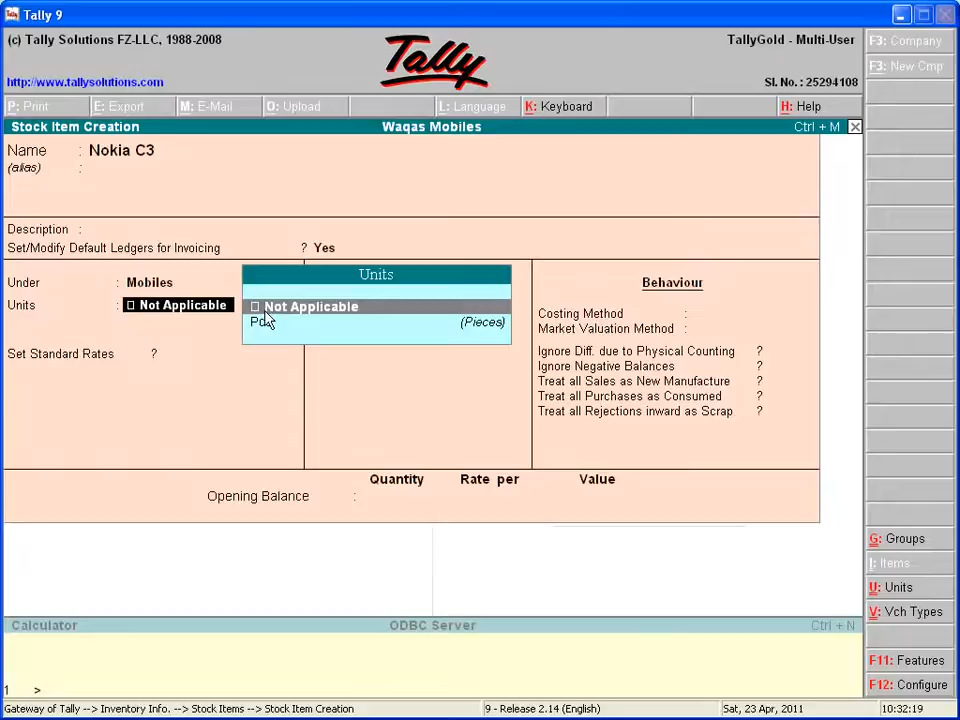 Tally 9
(c) Tally Solutions FZ-LLC, 1988-2008
Tally
TallyGold - Multi-User
http://www.tallysolutions.com
Sl. No.: 25294108
P: Print
E: Export
M: E-Mail
O: Upload
L: Language
K: Keyboard
H: Help
F3: Company
F3: New Cmp
Stock Item Creation
Waqas Mobiles
Ctrl + M
Name : Nokia C3
(alias) :
Description :
Set/Modify Default Ledgers for Invoicing ? Yes
Under : Mobiles
Units : Not Applicable
Set Standard Rates ?
Units
Not Applicable
(Pieces)
Behaviour
Costing Method :
Market Valuation Method :
Ignore Diff. due to Physical Counting ?
Ignore Negative Balances ?
Treat all Sales as New Manufacture ?
Treat all Purchases as Consumed ?
Treat all Rejections inward as Scrap ?
Quantity Rate per Value
Opening Balance :
G: Groups
I: Items
U: Units
V: Vch Types
F11: Features
F12: Configure
Calculator
ODBC Server
Ctrl + N
1 >
Gateway of Tally --> Inventory Info. --> Stock Items --> Stock Item Creation
9 - Release 2.14 (English)
Sat, 23 Apr, 2011
10:32:19